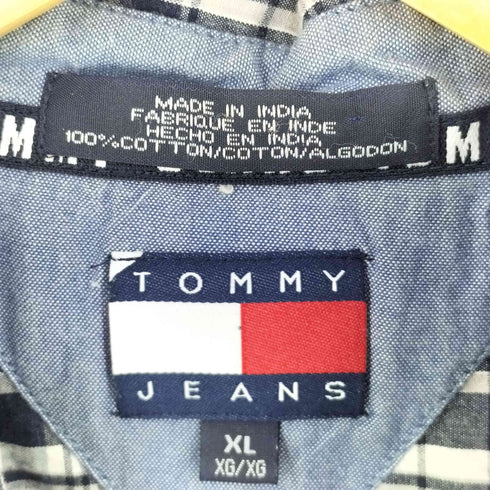 MADE IN INDIA
FABRIQUE EN INDE
HECHO EN INDIA
100% COTTON/COTON/ALGODON
M
M
TOMMY
JEANS
XL
XG/XG